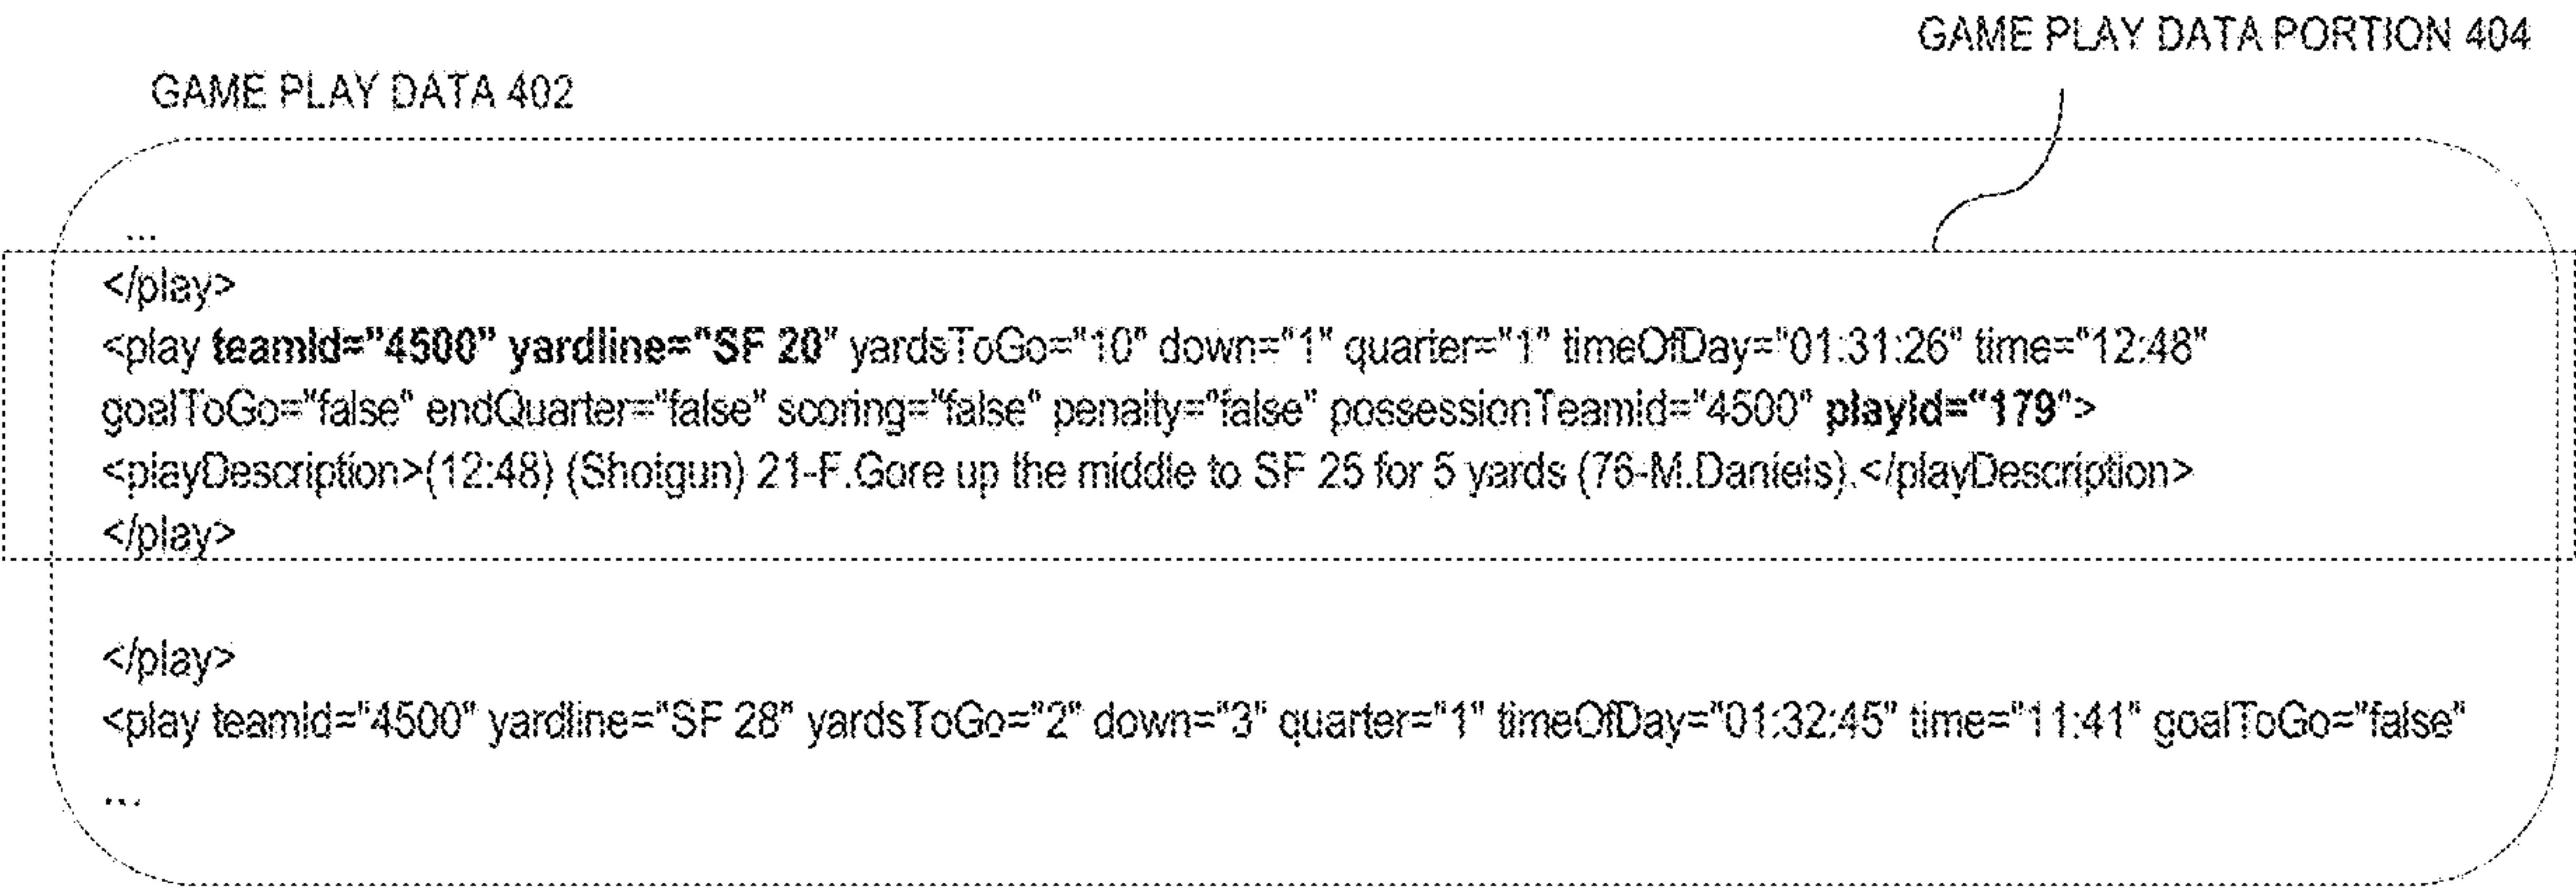 GAME PLAY DATA PORTION 404
GAME PLAY DATA 402
...
</play>
<play teamId="4500" yardline="SF 20" yardsToGo="10" down="1" quarter="1" timeOfDay="01:31:26" time="12:48"
goalToGo="false" endQuarter="false" scoring="false" penalty="false" possessionTeamId="4500" playId="179">
<playDescription>(12:48) (Shotgun) 21-F.Gore up the middle to SF 25 for 5 yards (76-M.Daniels).</playDescription>
</play>
</play>
<play teamId="4500" yardline="SF 28" yardsToGo="2" down="3" quarter="1" timeOfDay="01:32:45" time="11:41" goalToGo="false"
...